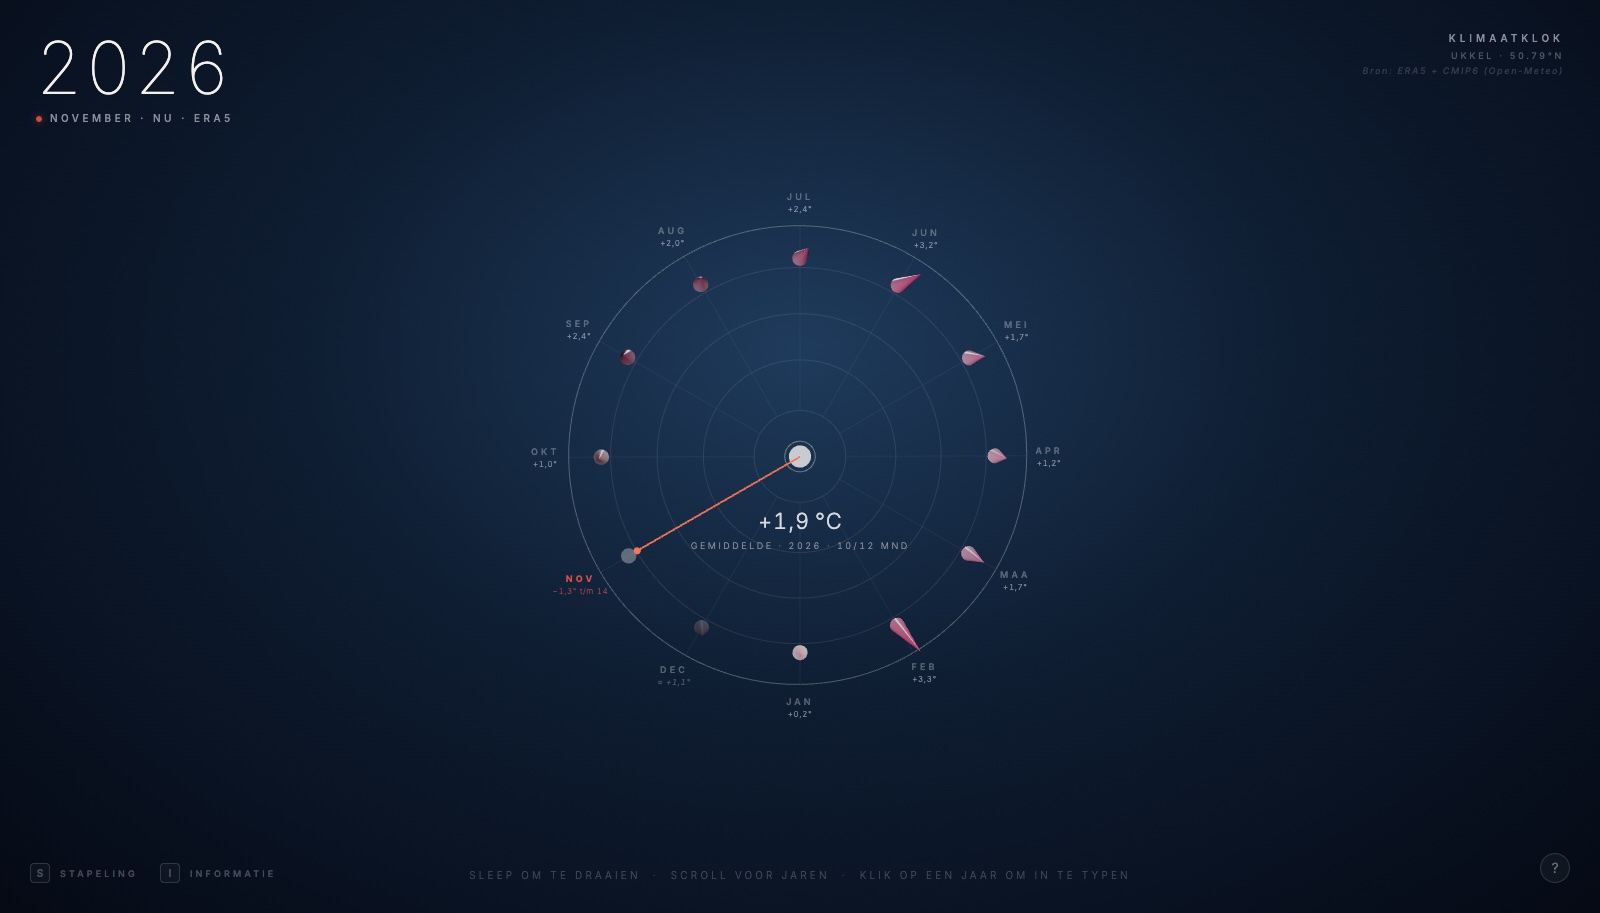 2026
NOVEMBER · NU · ERA5
KLIMAATKLOK
UKKEL · 50.79°N
Bron: ERA5 + CMIP6 (Open-Meteo)
JUL
+2,4°
AUG
+2,0°
JUN
+3,2°
SEP
+2,4°
MEI
+1,7°
OKT
+1,0°
APR
+1,2°
+1,9 °C
GEMIDDELDE · 2026 · 10/12 MND
NOV
−1,3° t/m 14
MAA
+1,7°
DEC
≈ +1,1°
FEB
+3,3°
JAN
+0,2°
S STAPELING I INFORMATIE
SLEEP OM TE DRAAIEN · SCROLL VOOR JAREN · KLIK OP EEN JAAR OM IN TE TYPEN
?